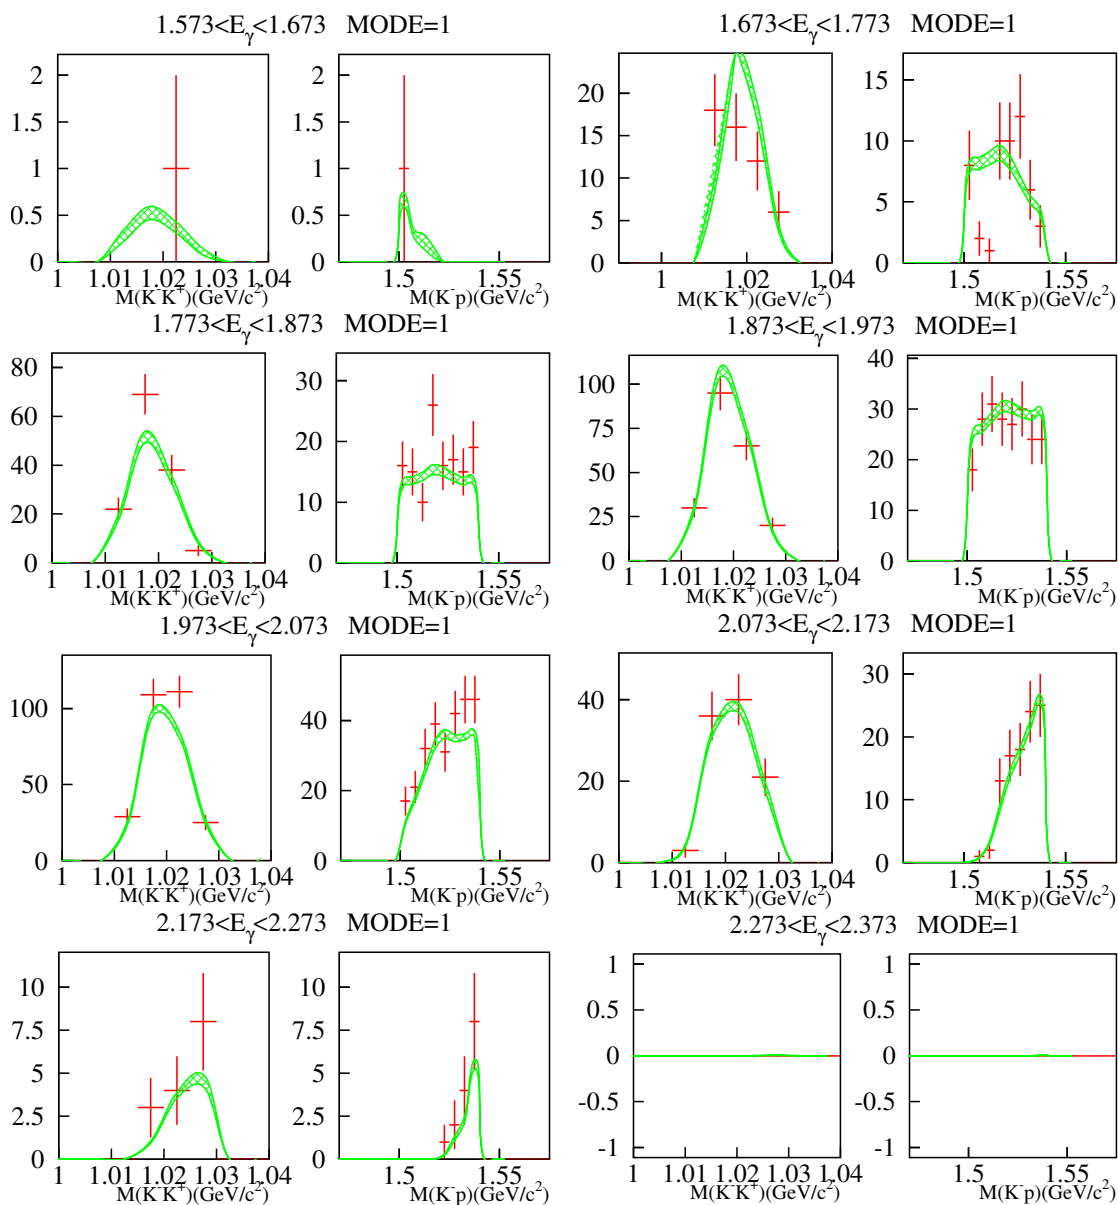 1.573<E_γ<1.673 MODE=1
1.673<E_γ<1.773 MODE=1
2
1.5
1
0.5
0
1 1.01 1.02 1.03 1.04
M(K⁻K⁺)(GeV/c²)
2
1.5
1
0.5
0
1.5 1.55
M(K⁻p)(GeV/c²)
20
15
10
5
0
1 1.02 1.04
M(K⁻K⁺)(GeV/c²)
15
10
5
0
1.5 1.55
M(K⁻p)(GeV/c²)
1.773<E_γ<1.873 MODE=1
1.873<E_γ<1.973 MODE=1
80
60
40
20
0
1 1.01 1.02 1.03 1.04
M(K⁻K⁺)(GeV/c²)
30
20
10
0
1.5 1.55
M(K⁻p)(GeV/c²)
100
75
50
25
0
1 1.01 1.02 1.03 1.04
M(K⁻K⁺)(GeV/c²)
40
30
20
10
0
1.5 1.55
M(K⁻p)(GeV/c²)
1.973<E_γ<2.073 MODE=1
2.073<E_γ<2.173 MODE=1
100
50
0
1 1.01 1.02 1.03 1.04
M(K⁻K⁺)(GeV/c²)
40
20
0
1.5 1.55
M(K⁻p)(GeV/c²)
40
20
0
1 1.01 1.02 1.03 1.04
M(K⁻K⁺)(GeV/c²)
30
20
10
0
1.5 1.55
M(K⁻p)(GeV/c²)
2.173<E_γ<2.273 MODE=1
2.273<E_γ<2.373 MODE=1
10
7.5
5
2.5
0
1 1.01 1.02 1.03 1.04
M(K⁻K⁺)(GeV/c²)
10
7.5
5
2.5
0
1.5 1.55
M(K⁻p)(GeV/c²)
1
0.5
0
-0.5
-1
1 1.01 1.02 1.03 1.04
M(K⁻K⁺)(GeV/c²)
1
0.5
0
-0.5
-1
1.5 1.55
M(K⁻p)(GeV/c²)